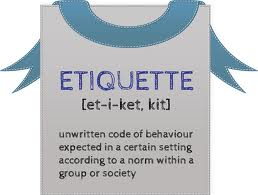 ETIQUETTE
[et-i-ket, kit]
unwritten code of behaviour
expected in a certain setting
according to a norm within a
group or society